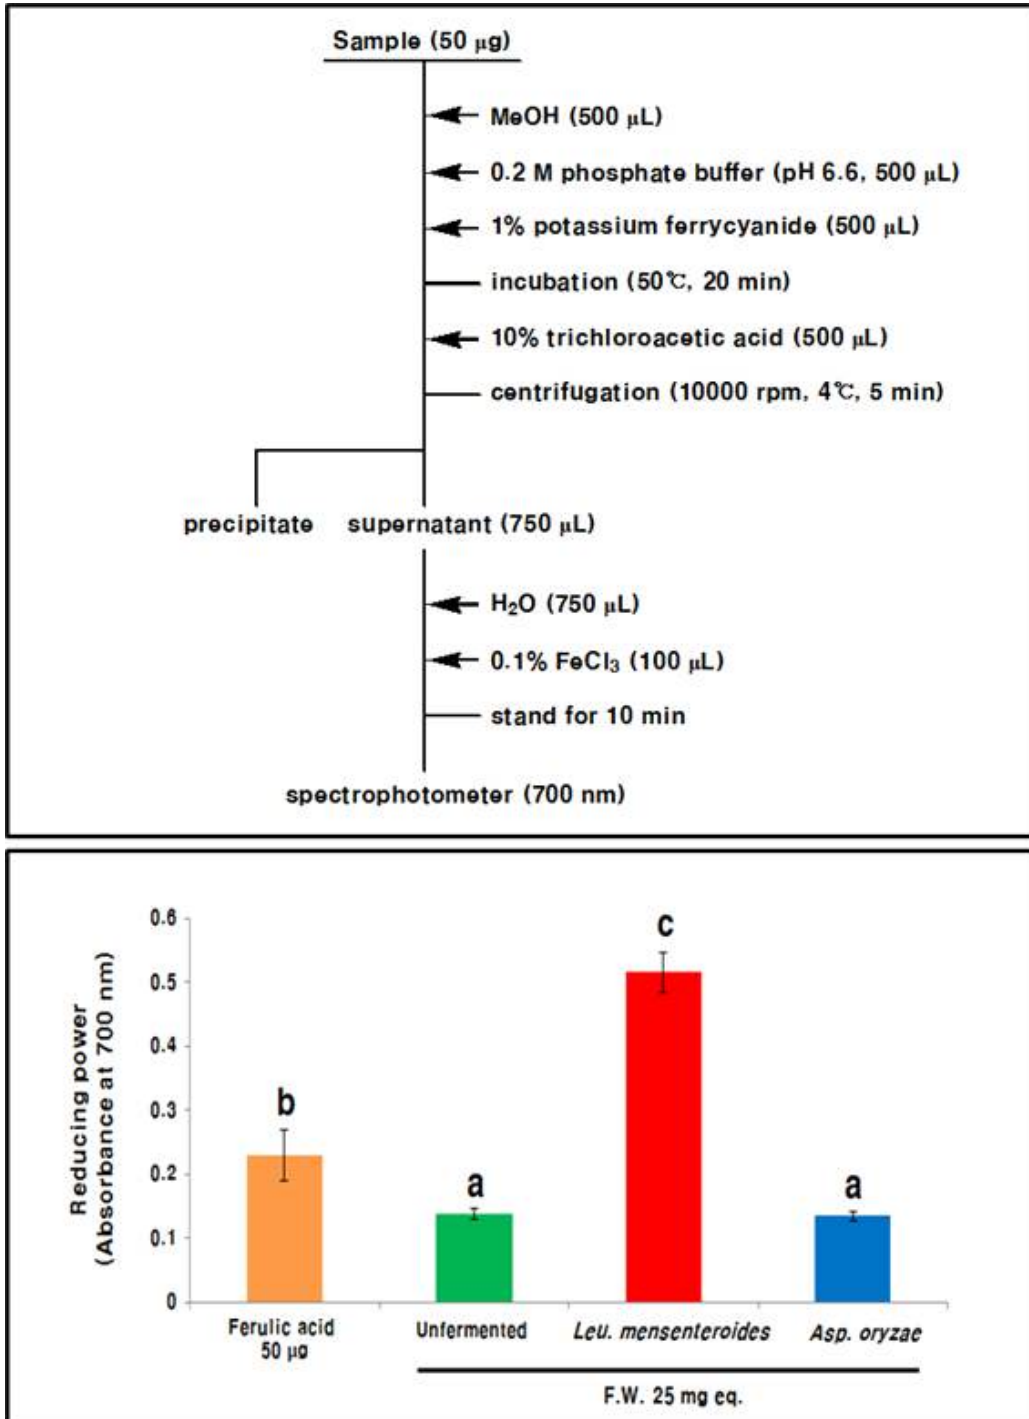 Sample (50 μg)
MeOH (500 μL)
0.2 M phosphate buffer (pH 6.6, 500 μL)
1% potassium ferrycyanide (500 μL)
incubation (50℃, 20 min)
10% trichloroacetic acid (500 μL)
centrifugation (10000 rpm, 4℃, 5 min)
precipitate supernatant (750 μL)
H₂O (750 μL)
0.1% FeCl₃ (100 μL)
stand for 10 min
spectrophotometer (700 nm)
Reducing power
(Absorbance at 700 nm)
0.6
0.5
0.4
0.3
0.2
0.1
0
b
a
c
a
Ferulic acid
50 μg
Unfermented
Leu. mensenteroides
Asp. oryzae
F.W. 25 mg eq.